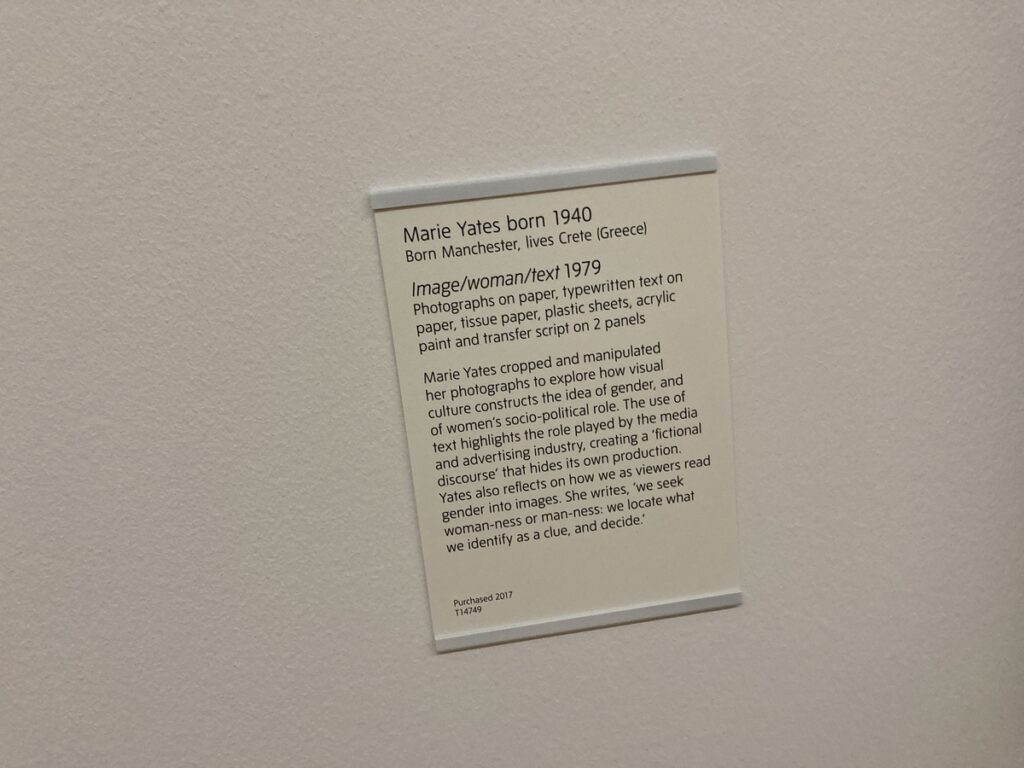 Marie Yates born 1940
Born Manchester, lives Crete (Greece)
Image/woman/text 1979
Photographs on paper, typewritten text on
paper, tissue paper, plastic sheets, acrylic
paint and transfer script on 2 panels
Marie Yates cropped and manipulated
her photographs to explore how visual
culture constructs the idea of gender, and
of women's socio-political role. The use of
text highlights the role played by the media
and advertising industry, creating a 'fictional
discourse' that hides its own production.
Yates also reflects on how we as viewers read
gender into images. She writes, 'we seek
woman-ness or man-ness: we locate what
we identify as a clue, and decide.'
Purchased 2017
T14749